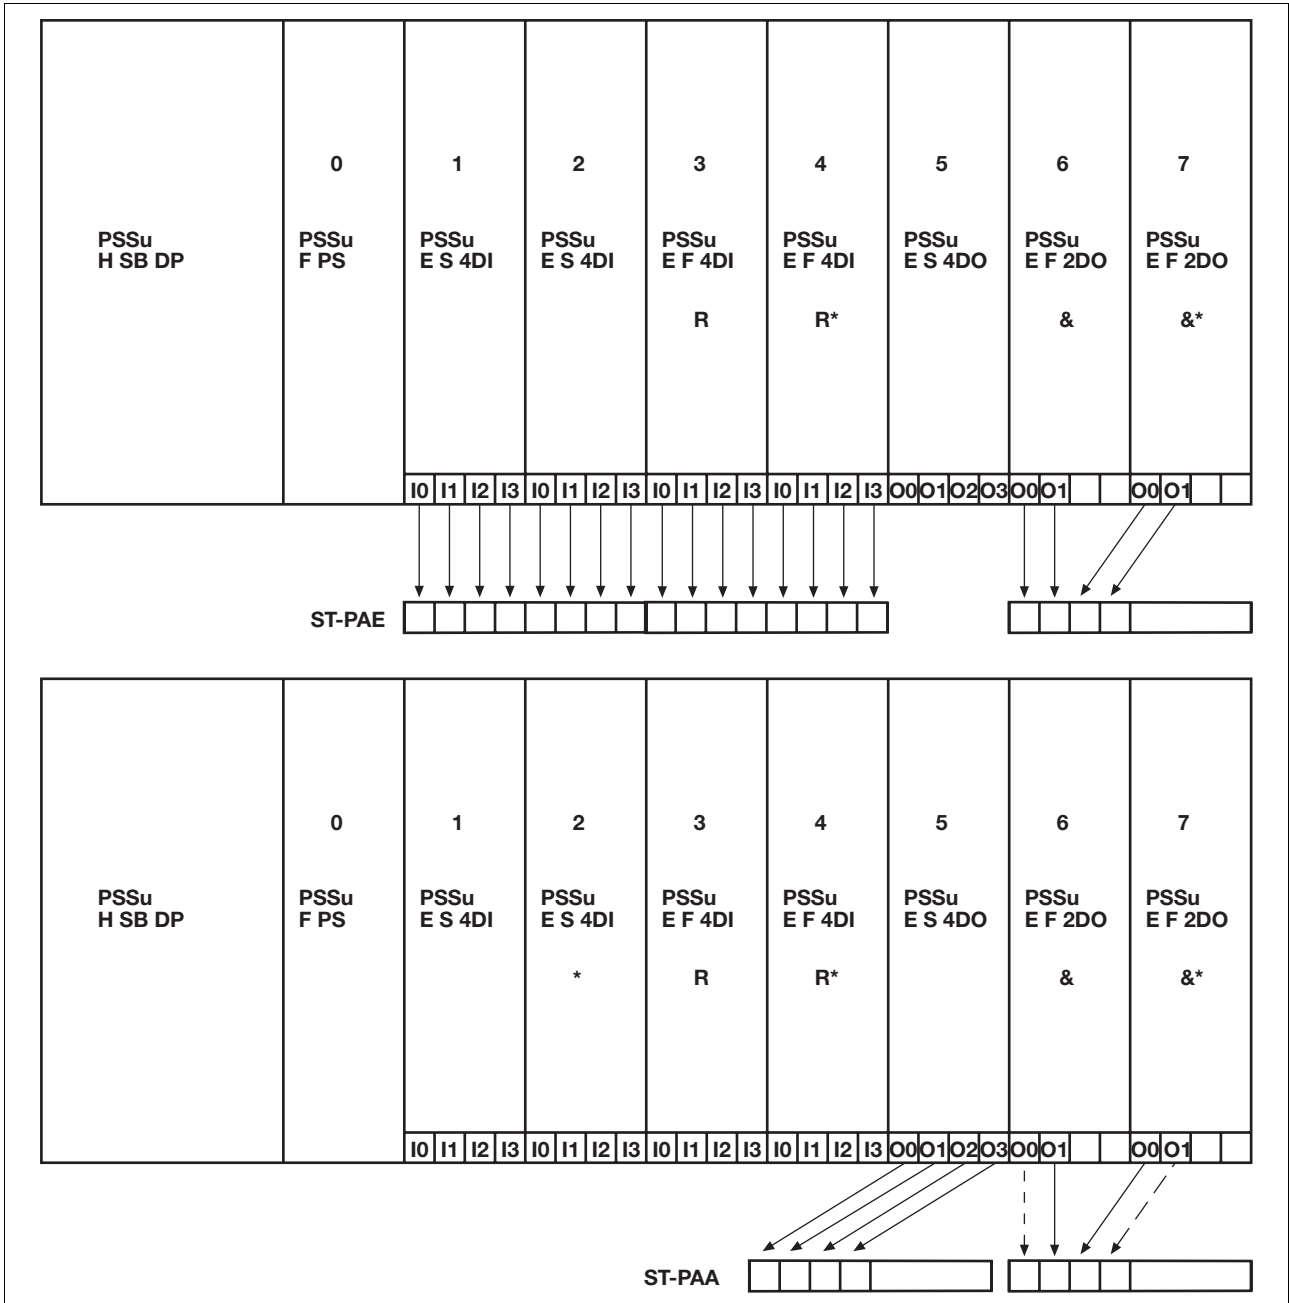 0 1 2 3 4 5 6 7
PSSu PSSu PSSu PSSu PSSu PSSu PSSu PSSu PSSu
H SB DP F PS E S 4DI E S 4DI E F 4DI E F 4DI E S 4DO E F 2DO E F 2DO
R R* & &*
I0 I1 I2 I3 I0 I1 I2 I3 I0 I1 I2 I3 I0 I1 I2 I3 O0 O1 O2 O3 O0 O1 O0 O1
ST-PAE
0 1 2 3 4 5 6 7
PSSu PSSu PSSu PSSu PSSu PSSu PSSu PSSu PSSu
H SB DP F PS E S 4DI E S 4DI E F 4DI E F 4DI E S 4DO E F 2DO E F 2DO
* R R* & &*
I0 I1 I2 I3 I0 I1 I2 I3 I0 I1 I2 I3 I0 I1 I2 I3 O0 O1 O2 O3 O0 O1 O0 O1
ST-PAA